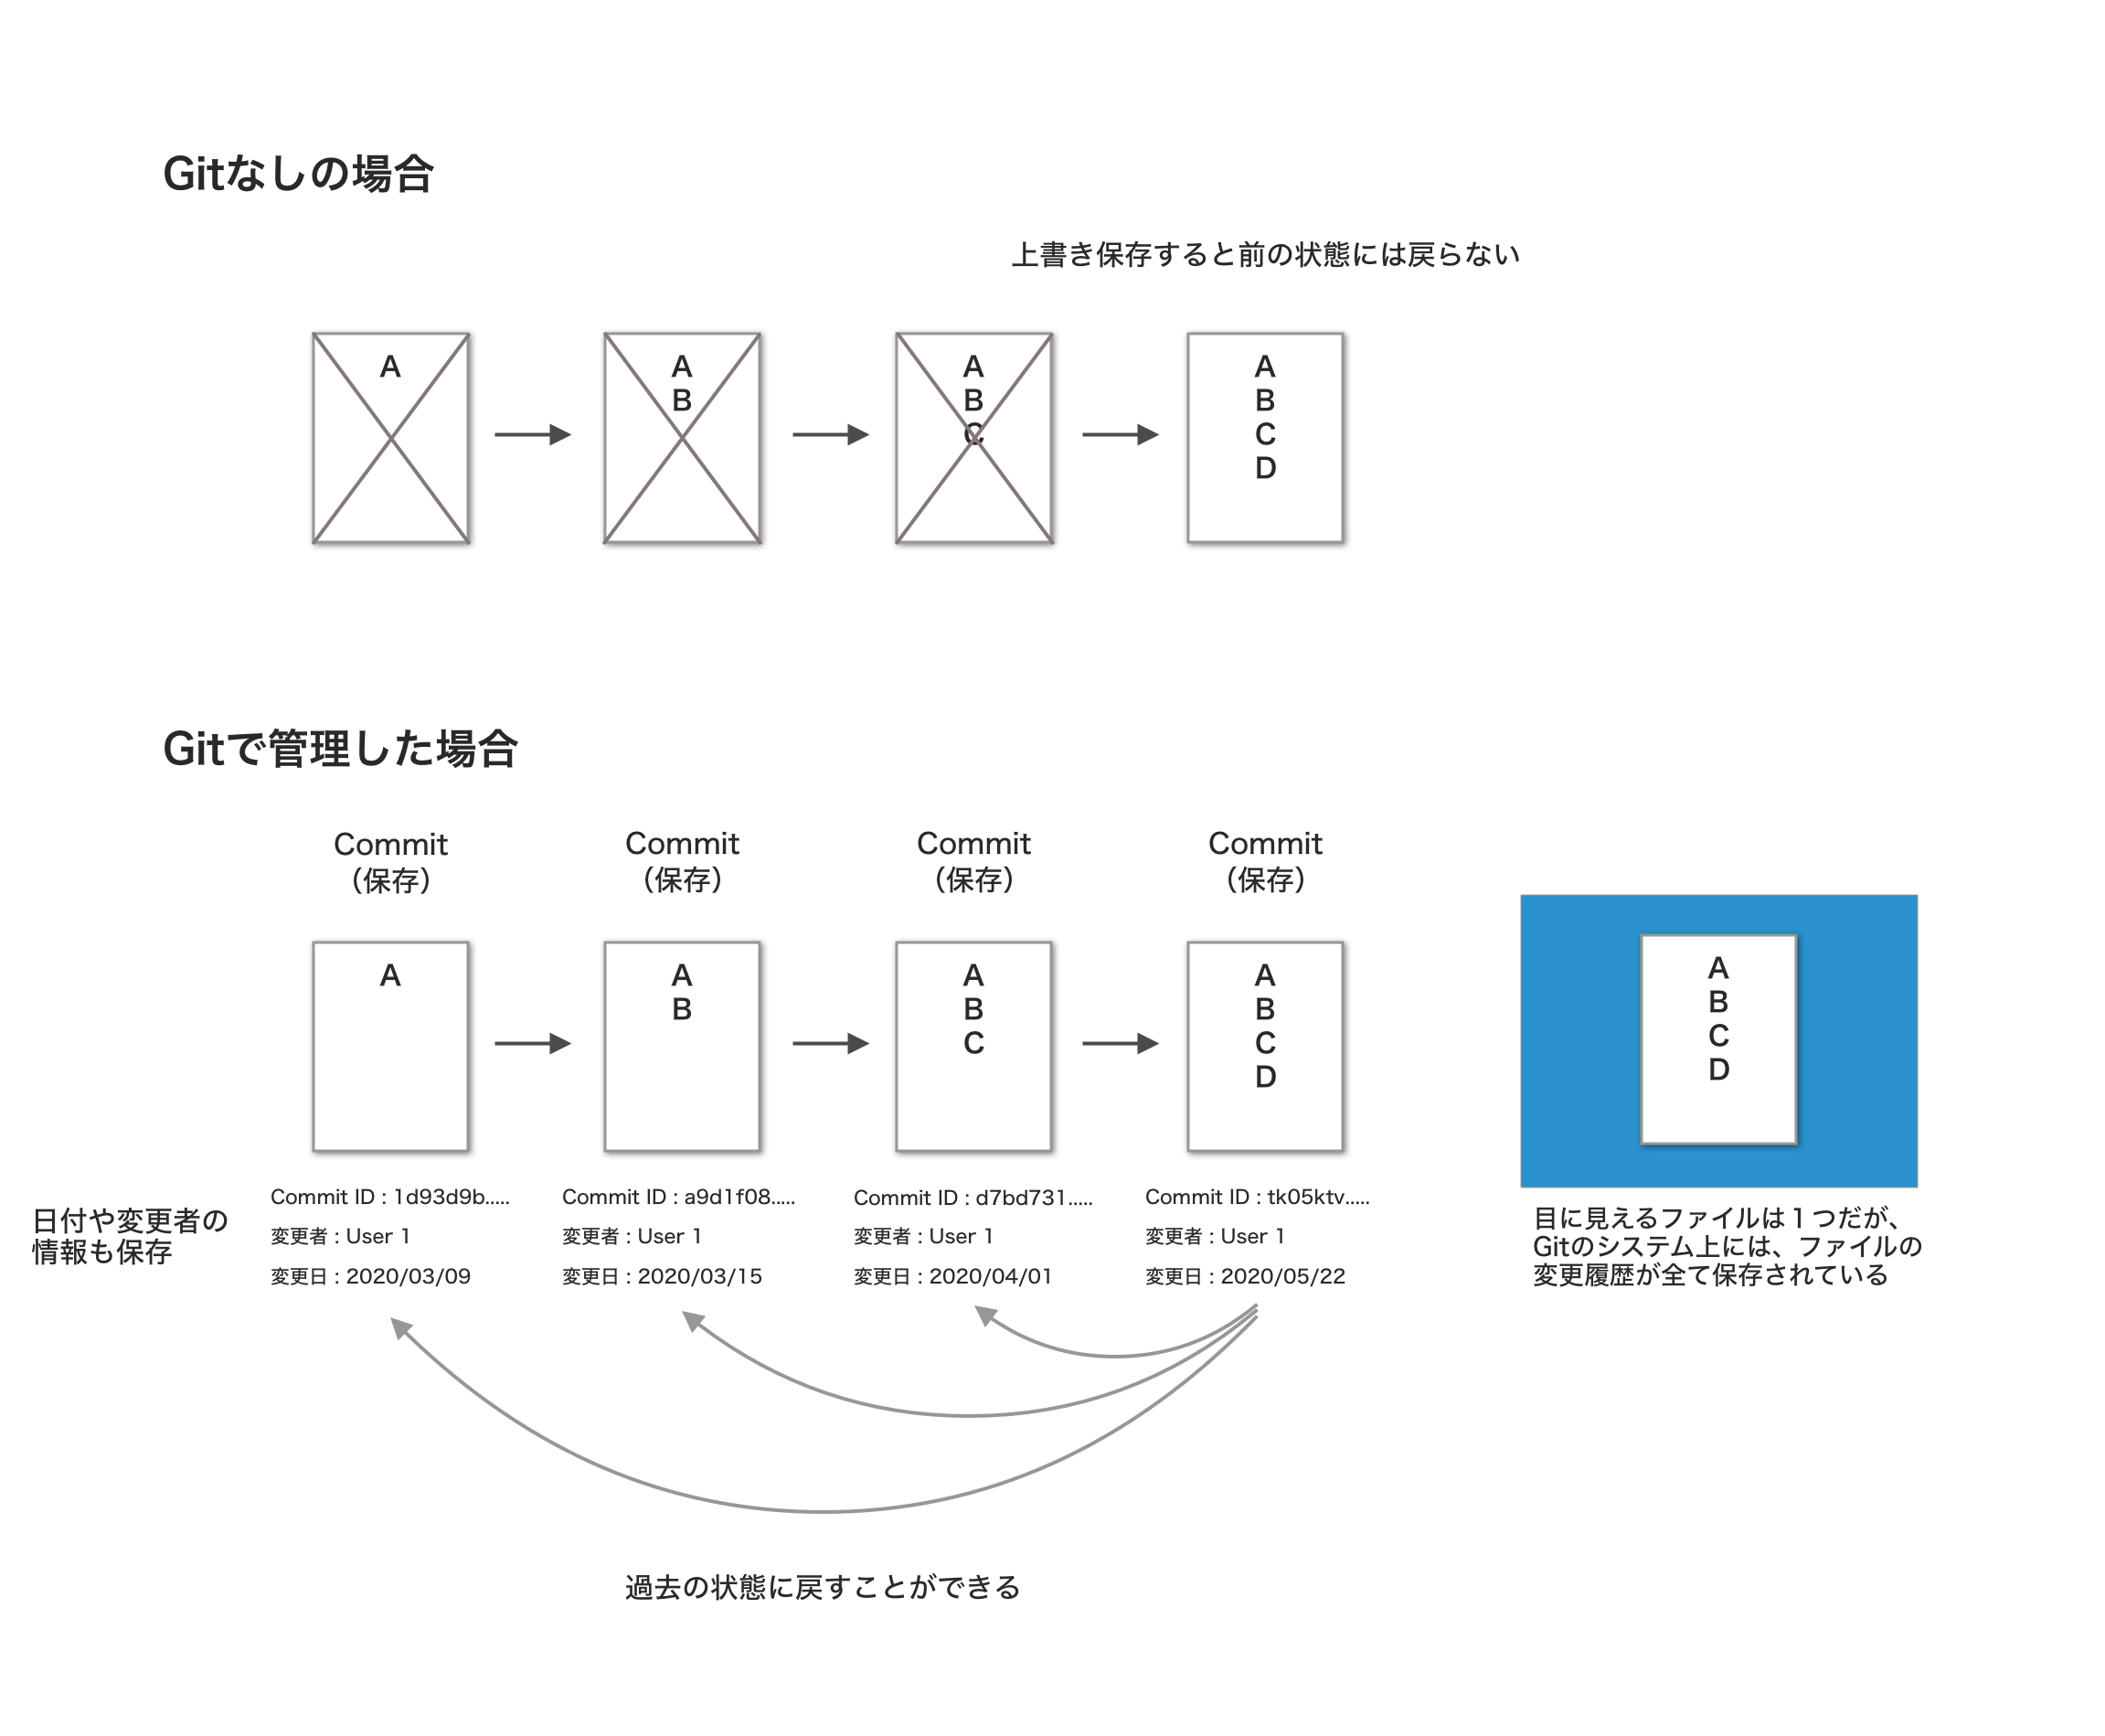 Gitなしの場合
上書き保存すると前の状態には戻らない
A
A
B
A
B
C
A
B
C
D
Gitで管理した場合
Commit
（保存）
Commit
（保存）
Commit
（保存）
Commit
（保存）
A
A
B
A
B
C
A
B
C
D
A
B
C
D
日付や変更者の
情報も保存
Commit ID : 1d93d9b.....
変更者 : User 1
変更日 : 2020/03/09
Commit ID : a9d1f08.....
変更者 : User 1
変更日 : 2020/03/15
Commit ID : d7bd731.....
変更者 : User 1
変更日 : 2020/04/01
Commit ID : tk05ktv.....
変更者 : User 1
変更日 : 2020/05/22
目に見えるファイルは１つだが、
Gitのシステム上には、ファイルの
変更履歴が全て保存されている
過去の状態に戻すことができる